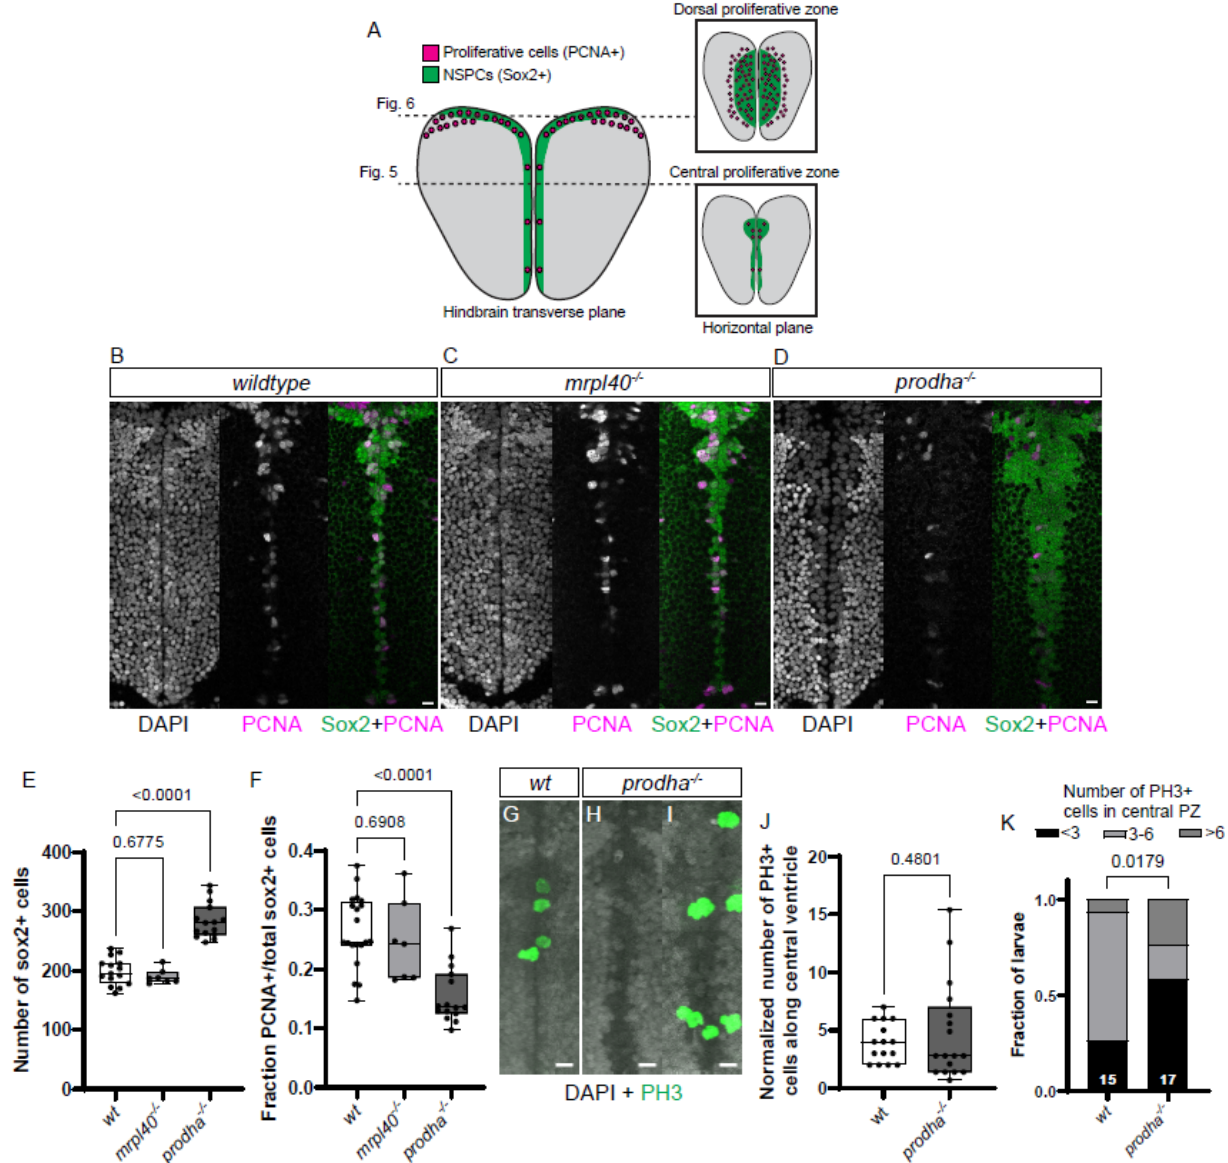 A
Proliferative cells (PCNA+)
NSPCs (Sox2+)
Fig. 6
Fig. 5
Hindbrain transverse plane
Dorsal proliferative zone
Central proliferative zone
Horizontal plane
B
wildtype
C
mrpl40-/-
D
prodha-/-
DAPI PCNA Sox2+PCNA
DAPI PCNA Sox2+PCNA
DAPI PCNA Sox2+PCNA
E
<0.0001
0.6775
Number of sox2+ cells
400
300
200
100
0
wt
mrpl40-/-
prodha-/-
F
<0.0001
0.6908
Fraction PCNA+/total sox2+ cells
0.4
0.3
0.2
0.1
0.0
wt
mrpl40-/-
prodha-/-
wt
prodha-/-
G
H
I
DAPI + PH3
J
0.4801
Normalized number of PH3+
cells along central ventricle
20
15
10
5
0
wt
prodha-/-
K
Number of PH3+
cells in central PZ
<3 3-6 >6
0.0179
Fraction of larvae
1.0
0.5
0.0
15
17
wt
prodha-/-